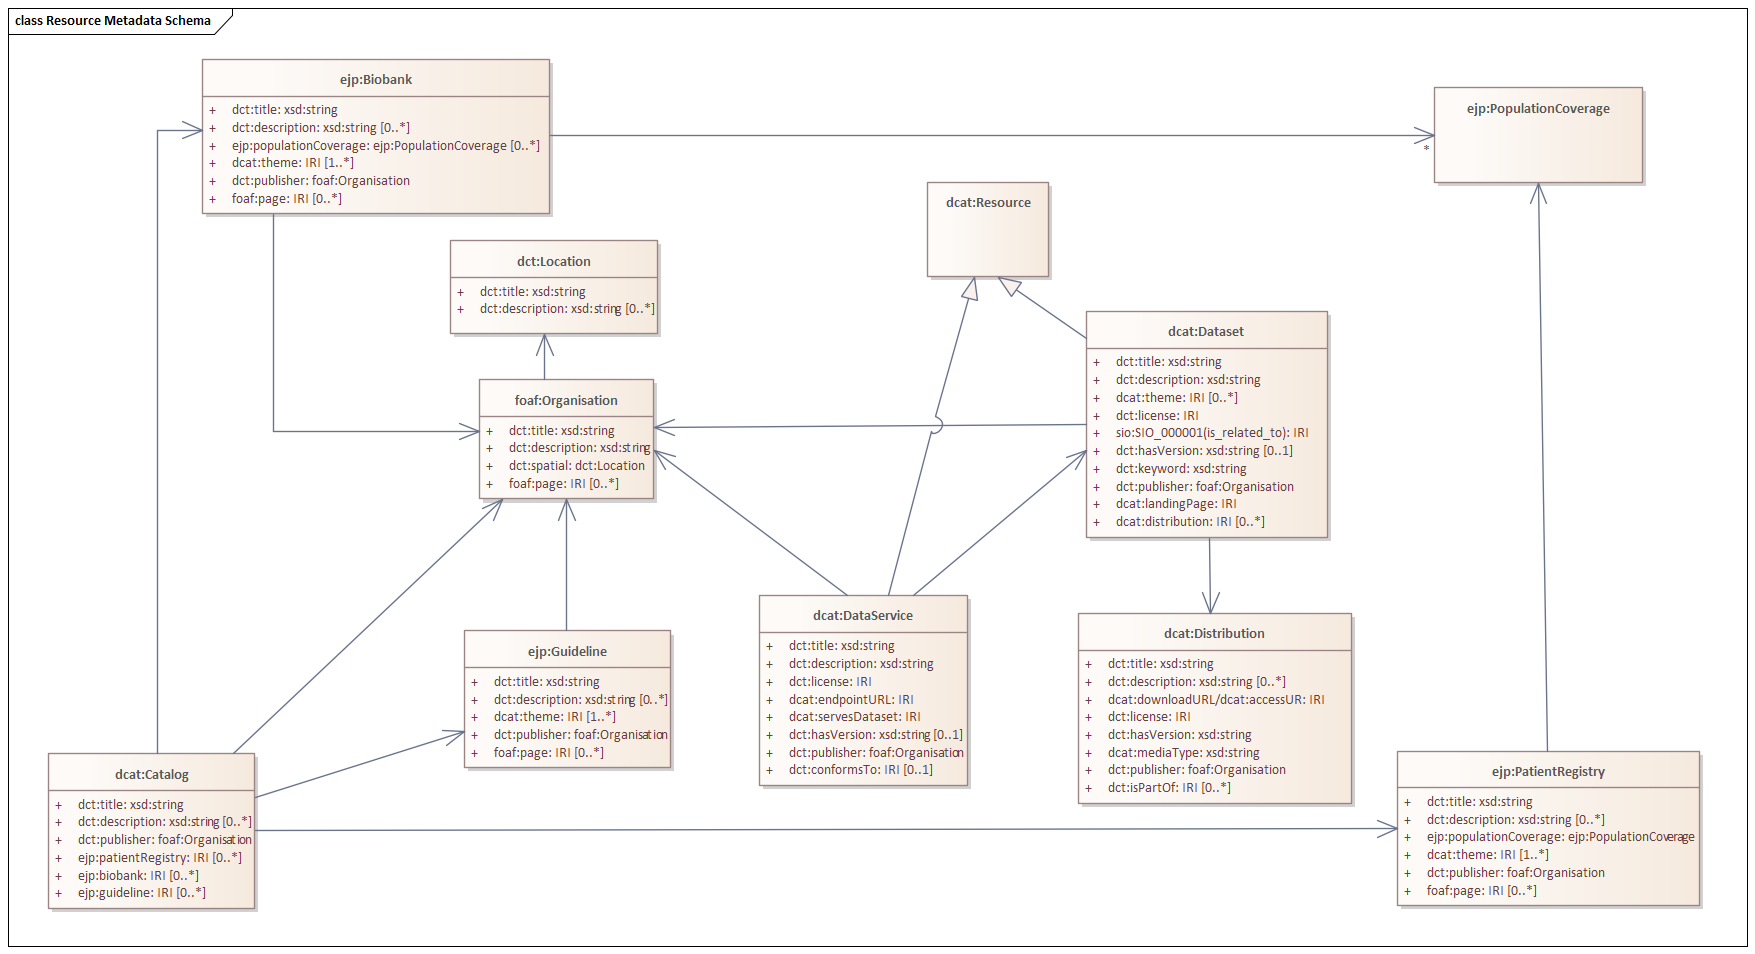 class Resource Metadata Schema
ejp:Biobank
+ dct:title: xsd:string
+ dct:description: xsd:string [0..*]
+ ejp:populationCoverage: ejp:PopulationCoverage [0..*]
+ dcat:theme: IRI [1..*]
+ dct:publisher: foaf:Organisation
+ foaf:page: IRI [0..*]
ejp:PopulationCoverage
*
dcat:Resource
dct:Location
+ dct:title: xsd:string
+ dct:description: xsd:string [0..*]
dcat:Dataset
+ dct:title: xsd:string
+ dct:description: xsd:string
+ dcat:theme: IRI [0..*]
+ dct:license: IRI
+ sio:SIO_000001(is_related_to): IRI
+ dct:hasVersion: xsd:string [0..1]
+ dct:keyword: xsd:string
+ dct:publisher: foaf:Organisation
+ dcat:landingPage: IRI
+ dcat:distribution: IRI [0..*]
foaf:Organisation
+ dct:title: xsd:string
+ dct:description: xsd:string
+ dct:spatial: dct:Location
+ foaf:page: IRI [0..*]
dcat:DataService
+ dct:title: xsd:string
+ dct:description: xsd:string
+ dct:license: IRI
+ dcat:endpointURL: IRI
+ dcat:servesDataset: IRI
+ dct:hasVersion: xsd:string [0..1]
+ dct:publisher: foaf:Organisation
+ dct:conformsTo: IRI [0..1]
dcat:Distribution
+ dct:title: xsd:string
+ dct:description: xsd:string [0..*]
+ dcat:downloadURL/dcat:accessUR: IRI
+ dct:license: IRI
+ dct:hasVersion: xsd:string
+ dcat:mediaType: xsd:string
+ dct:publisher: foaf:Organisation
+ dct:isPartOf: IRI [0..*]
ejp:Guideline
+ dct:title: xsd:string
+ dct:description: xsd:string [0..*]
+ dcat:theme: IRI [1..*]
+ dct:publisher: foaf:Organisation
+ foaf:page: IRI [0..*]
dcat:Catalog
+ dct:title: xsd:string
+ dct:description: xsd:string [0..*]
+ dct:publisher: foaf:Organisation
+ ejp:patientRegistry: IRI [0..*]
+ ejp:biobank: IRI [0..*]
+ ejp:guideline: IRI [0..*]
ejp:PatientRegistry
+ dct:title: xsd:string
+ dct:description: xsd:string [0..*]
+ ejp:populationCoverage: ejp:PopulationCoverage
+ dcat:theme: IRI [1..*]
+ dct:publisher: foaf:Organisation
+ foaf:page: IRI [0..*]